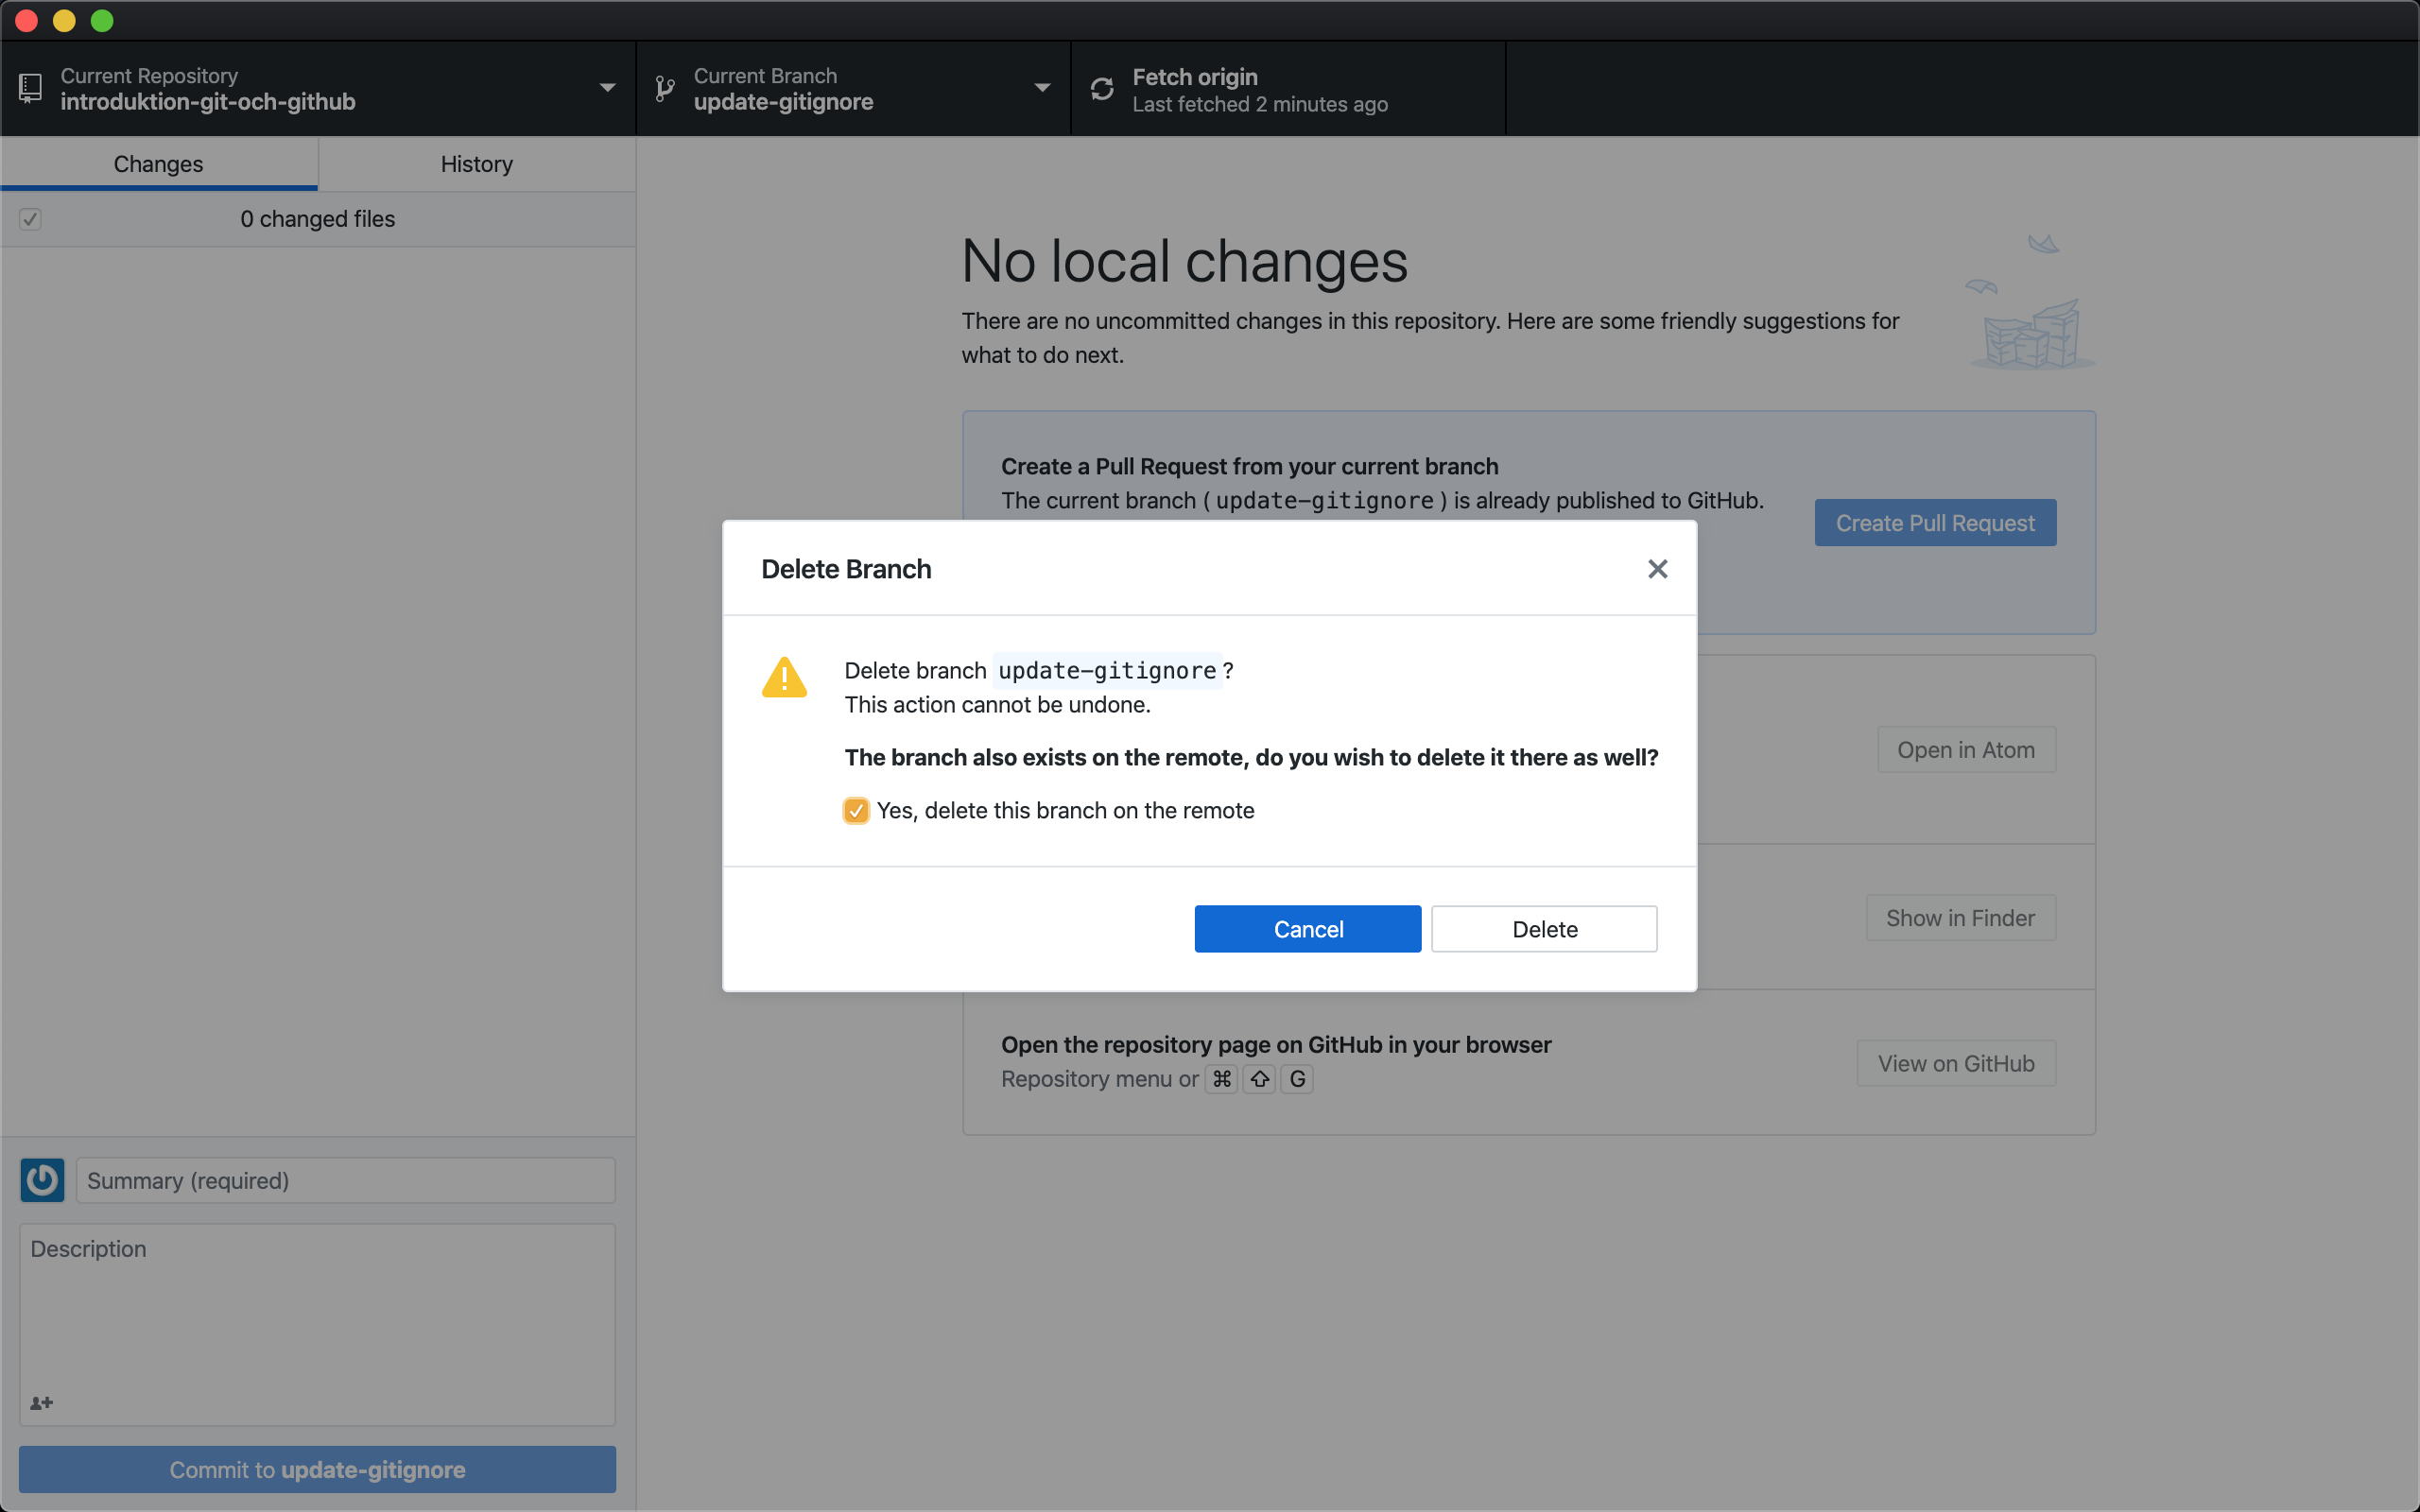 Current Repository
introduktion-git-och-github
Current Branch
update-gitignore
Fetch origin
Last fetched 2 minutes ago
Changes
History
0 changed files
No local changes
There are no uncommitted changes in this repository. Here are some friendly suggestions for
what to do next.
Create a Pull Request from your current branch
The current branch ( update-gitignore ) is already published to GitHub.
Create Pull Request
Delete Branch
Delete branch update-gitignore ?
This action cannot be undone.
The branch also exists on the remote, do you wish to delete it there as well?
Yes, delete this branch on the remote
Cancel
Delete
Open in Atom
Show in Finder
Open the repository page on GitHub in your browser
Repository menu or ⌘ ⇧ G
View on GitHub
Summary (required)
Description
Commit to update-gitignore